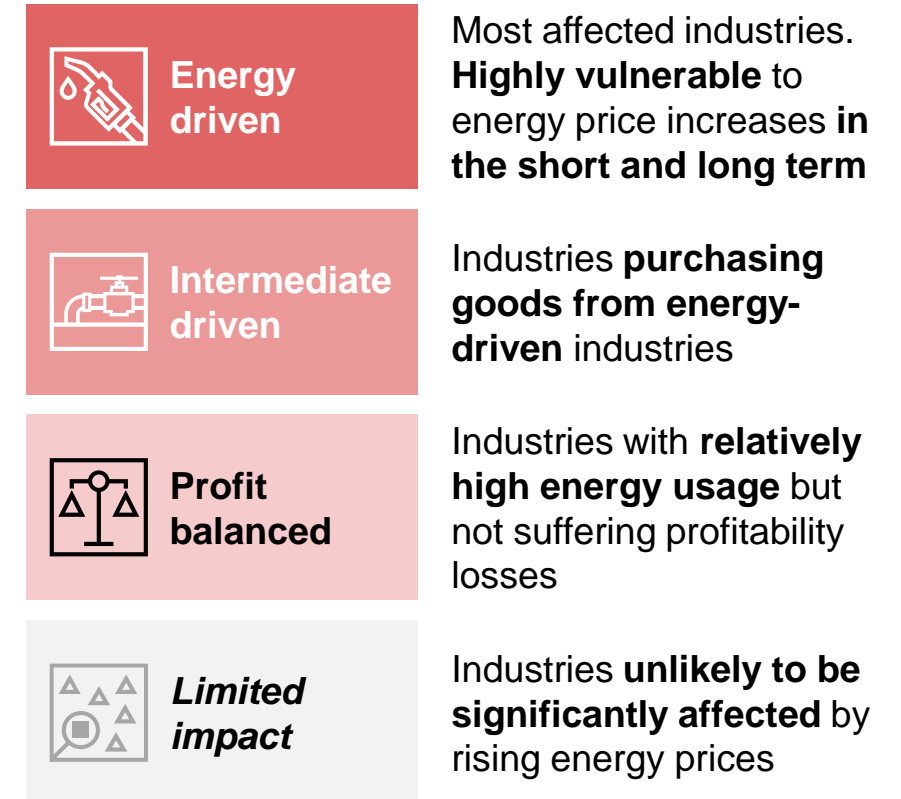 Energy
driven
Most affected industries.
Highly vulnerable to
energy price increases in
the short and long term
Intermediate
driven
Industries purchasing
goods from energy-
driven industries
Profit
balanced
Industries with relatively
high energy usage but
not suffering profitability
losses
Limited
impact
Industries unlikely to be
significantly affected by
rising energy prices